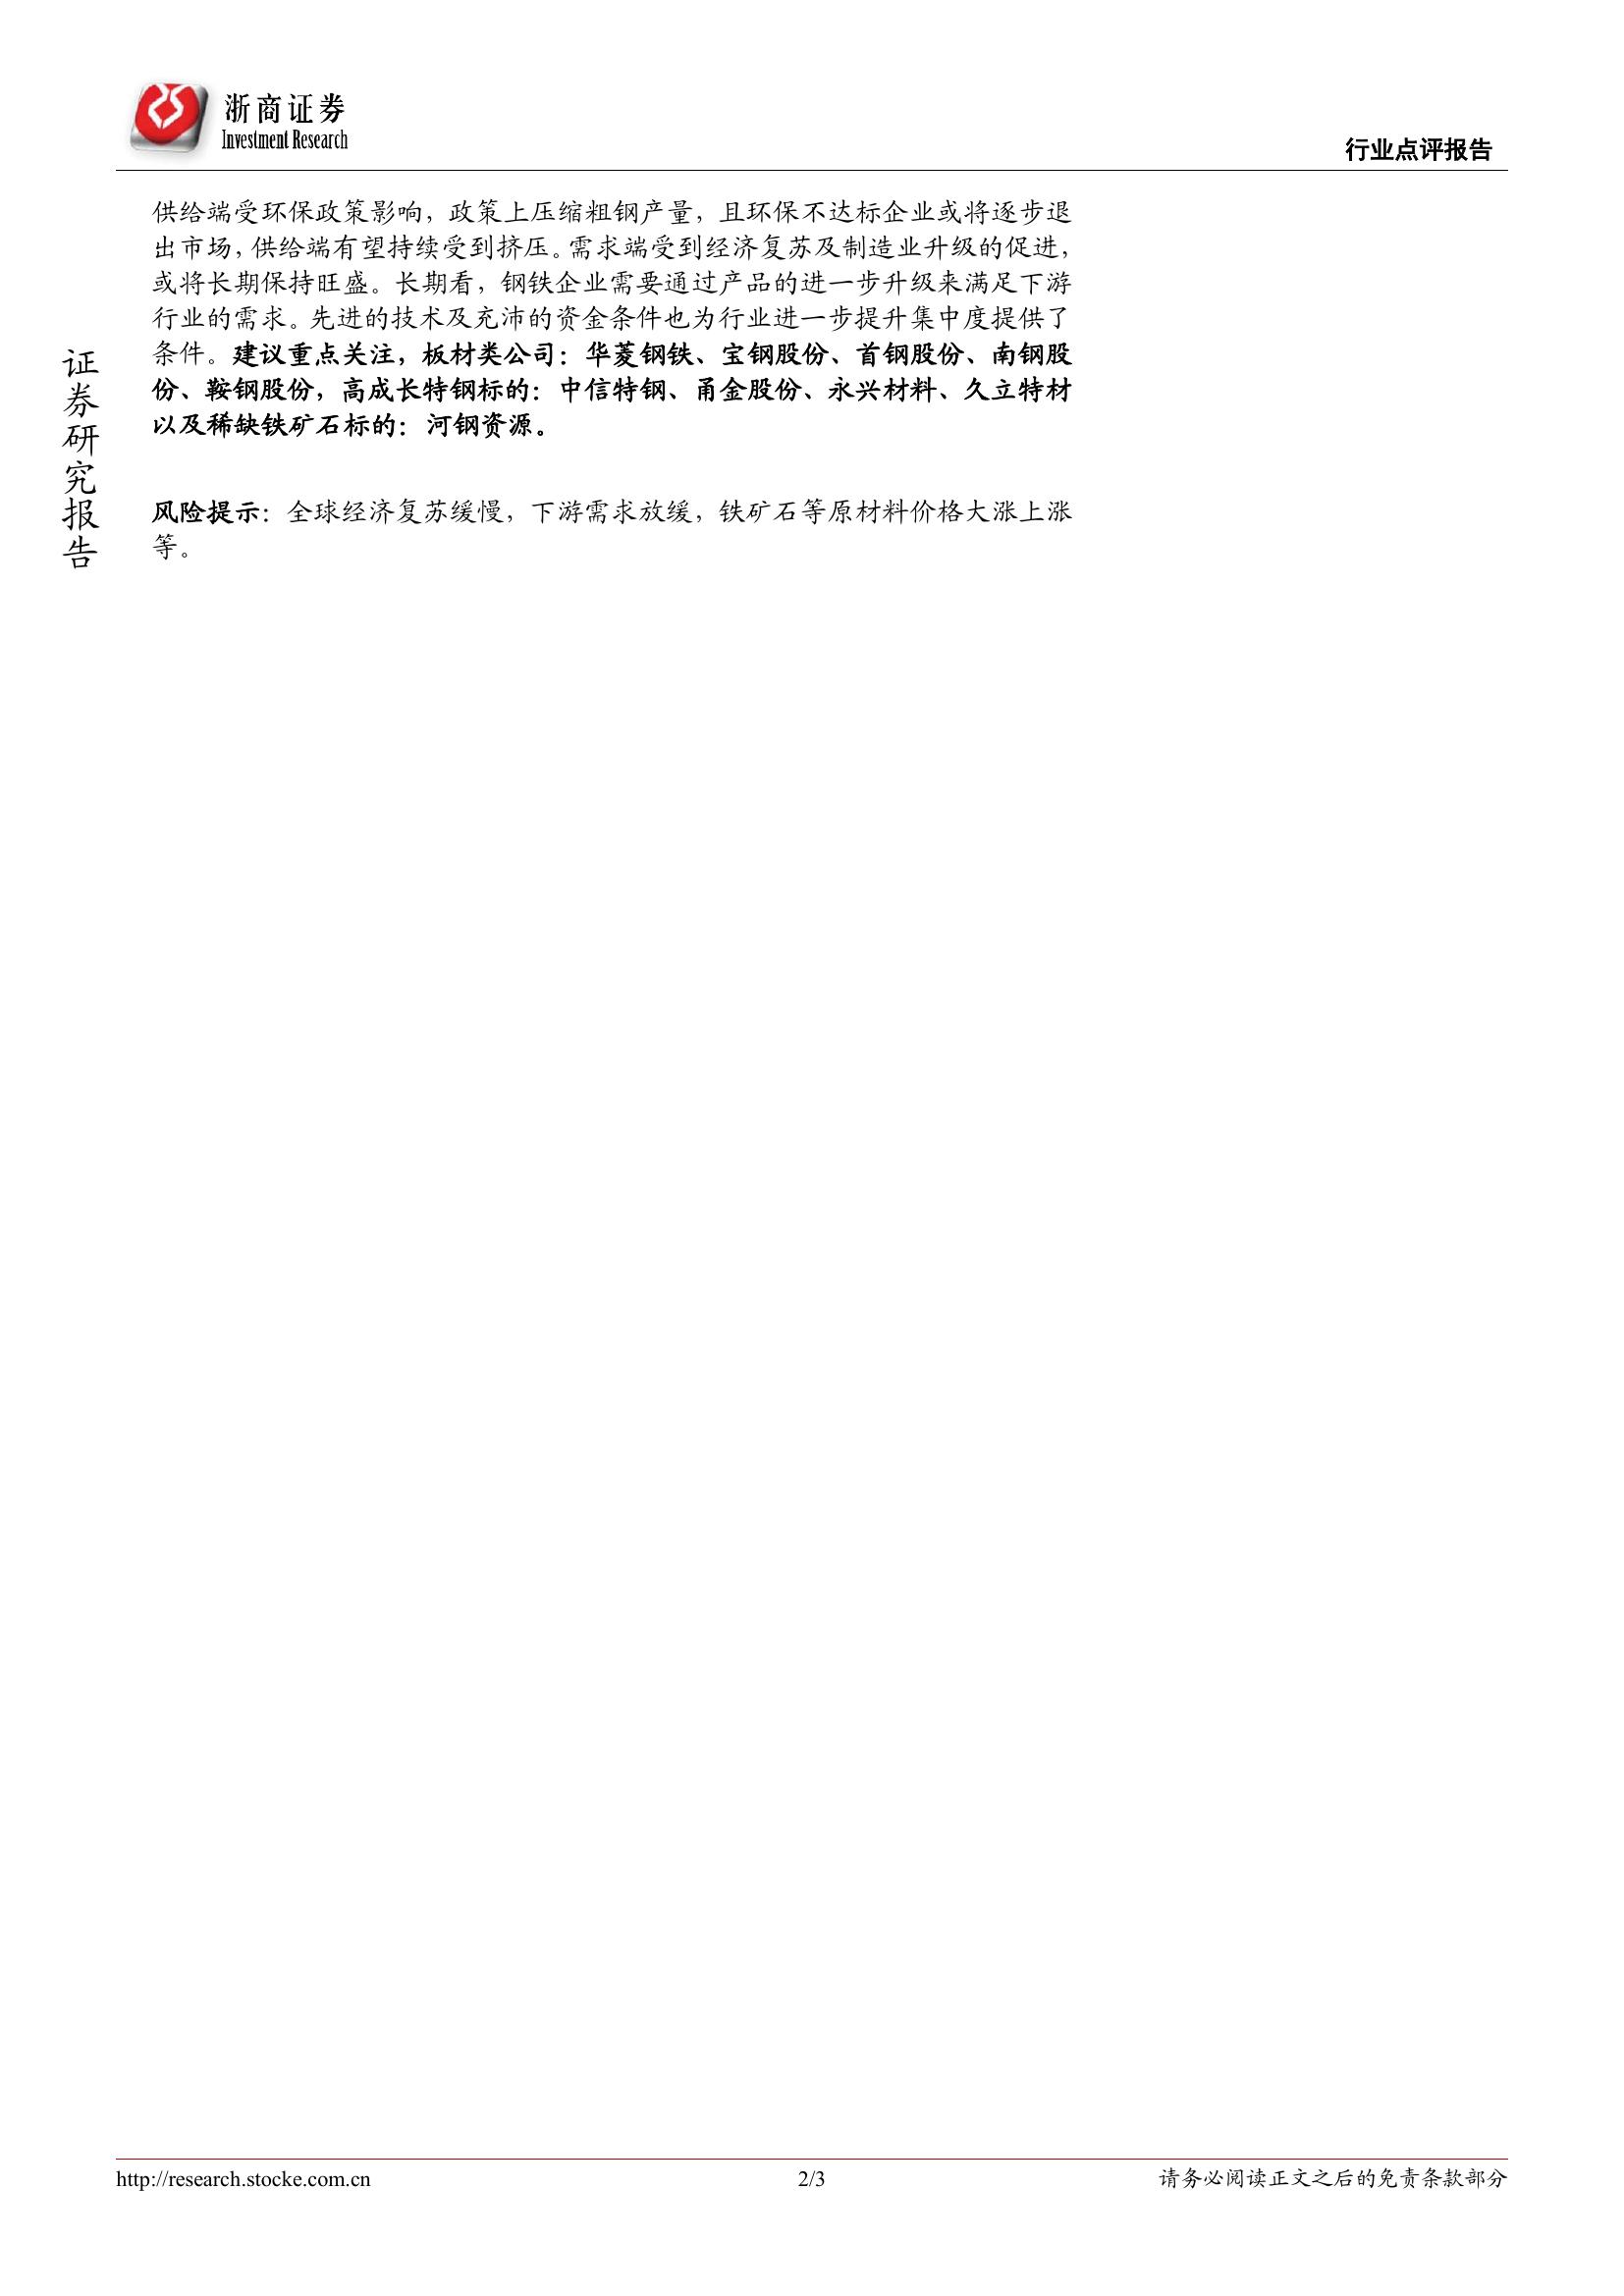 浙商证券
Investment Research
行业点评报告
供给端受环保政策影响，政策上压缩粗钢产量，且环保不达标企业或将逐步退
出市场，供给端有望持续受到挤压。需求端受到经济复苏及制造业升级的促进，
或将长期保持旺盛。长期看，钢铁企业需要通过产品的进一步升级来满足下游
行业的需求。先进的技术及充沛的资金条件也为行业进一步提升集中度提供了
条件。建议重点关注，板材类公司：华菱钢铁、宝钢股份、首钢股份、南钢股
份、鞍钢股份，高成长特钢标的：中信特钢、甬金股份、永兴材料、久立特材
以及稀缺铁矿石标的：河钢资源。
证券研究报告
风险提示：全球经济复苏缓慢，下游需求放缓，铁矿石等原材料价格大涨上涨
等。
http://research.stocke.com.cn
2/3
请务必阅读正文之后的免责条款部分